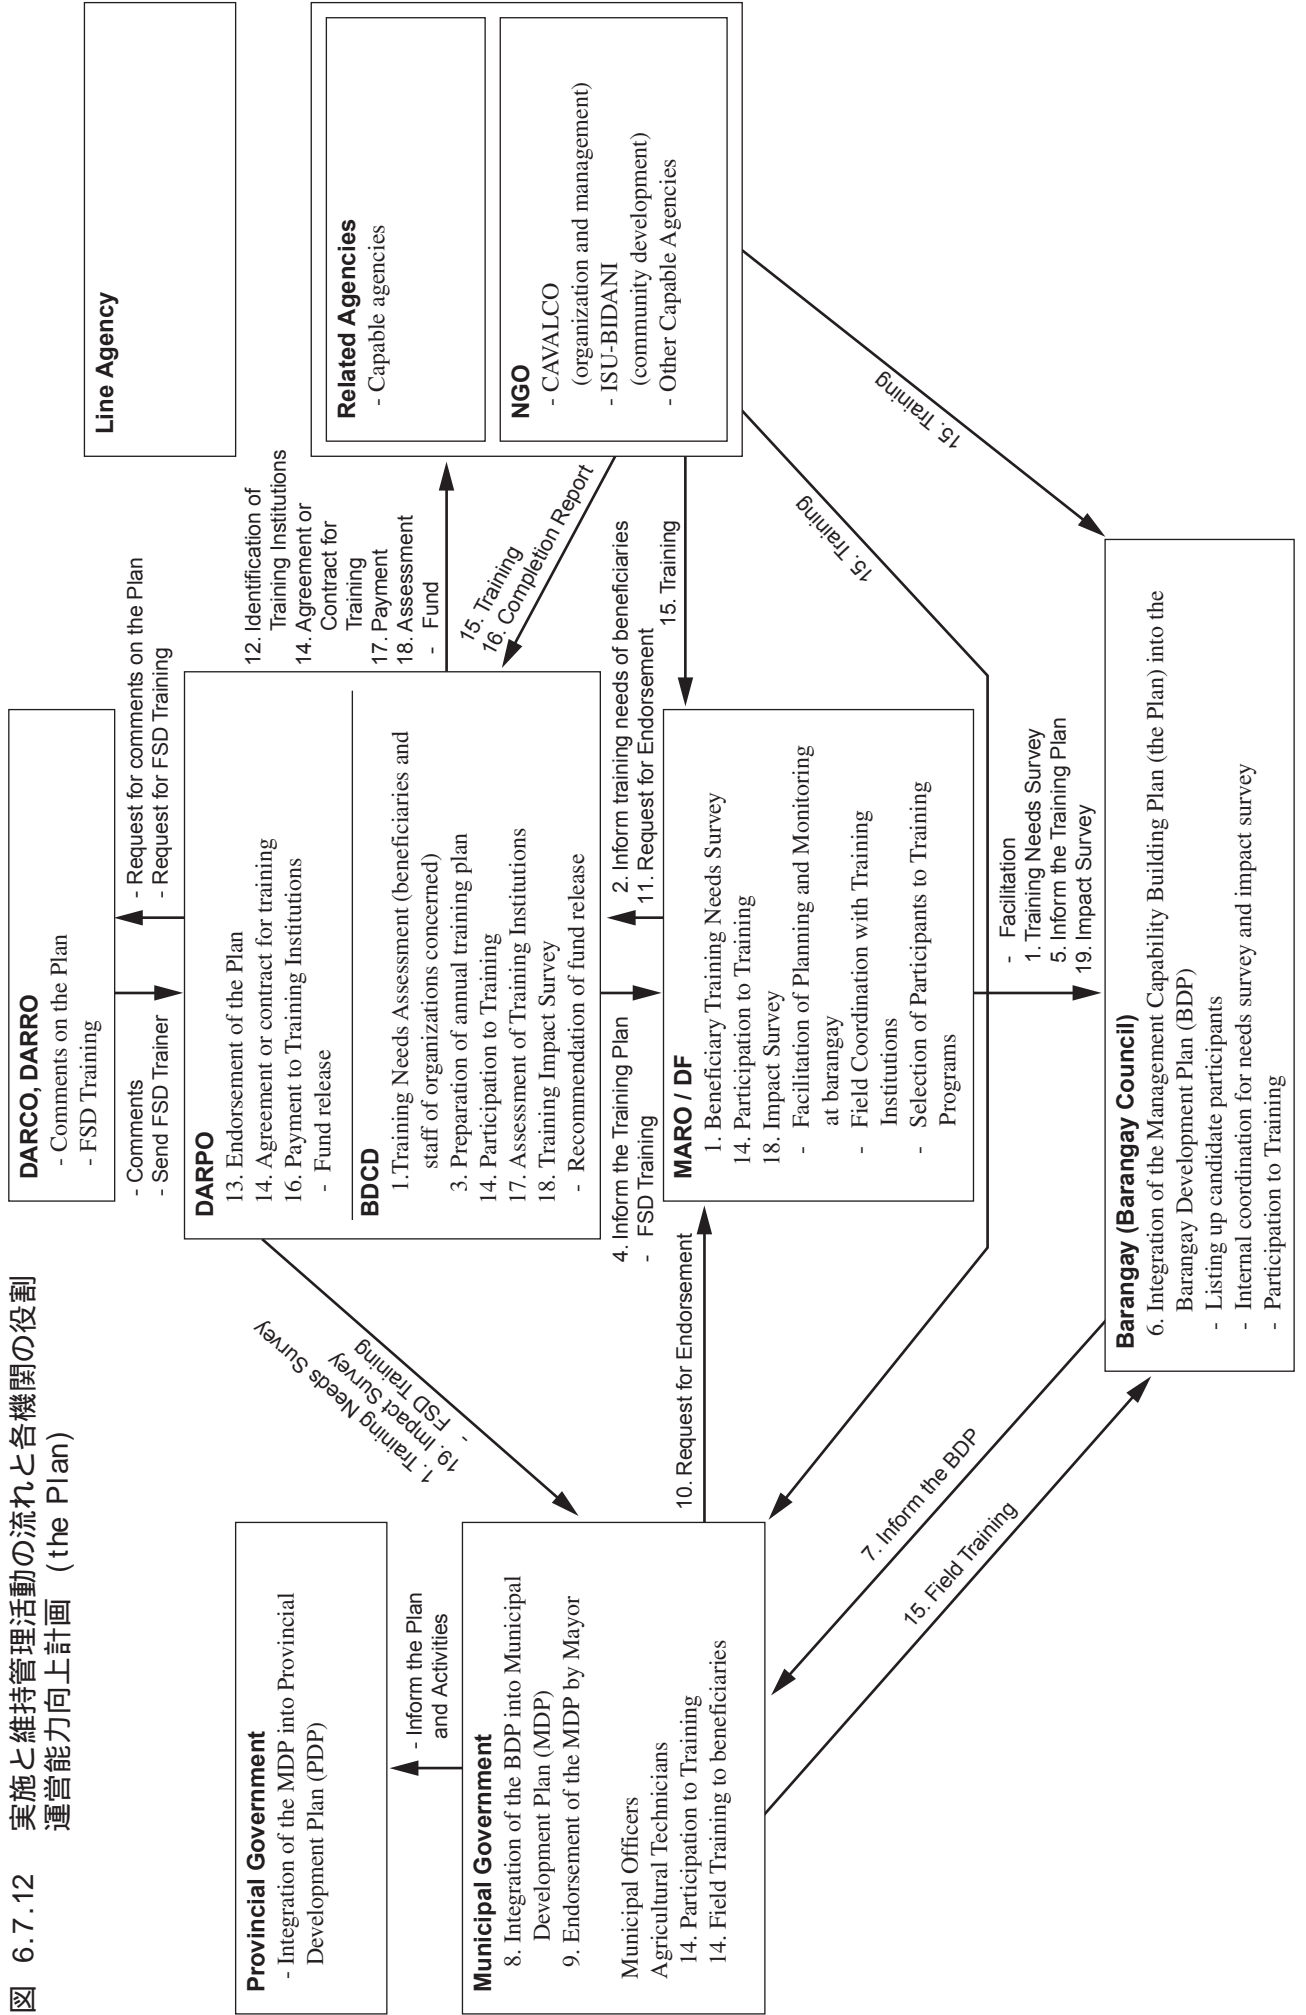 図 6.7.12 実施と維持管理活動の流れと各機関の役割
運営能力向上計画 (the Plan)
DARCO, DARRO
- Comments on the Plan
- FSD Training
Line Agency
- Comments
- Send FSD Trainer
- Request for comments on the Plan
- Request for FSD Training
Provincial Government
- Integration of the MDP into Provincial
Development Plan (PDP)
DARPO
13. Endorsement of the Plan
14. Agreement or contract for training
16. Payment to Training Institutions
- Fund release
BDCD
1.Training Needs Assessment (beneficiaries and
staff of organizations concerned)
3. Preparation of annual training plan
14. Participation to Training
17. Assessment of Training Institutions
18. Training Impact Survey
- Recommendation of fund release
12. Identification of
Training Institutions
14. Agreement or
Contract for
Training
17. Payment
18. Assessment
- Fund
Related Agencies
- Capable agencies
NGO
- CAVALCO
(organization and management)
- ISU-BIDANI
(community development)
- Other Capable Agencies
1. Training Needs Survey
19. Impact Survey
- FSD Training
15. Training
16. Completion Report
- Inform the Plan
and Activities
Municipal Government
8. Integration of the BDP into Municipal
Development Plan (MDP)
9. Endorsement of the MDP by Mayor
Municipal Officers
Agricultural Technicians
14. Participation to Training
14. Field Training to beneficiaries
4. Inform the Training Plan
- FSD Training
2. Inform training needs of beneficiaries
11. Request for Endorsement
15. Training
10. Request for Endorsement
MARO / DF
1. Beneficiary Training Needs Survey
14. Participation to Training
18. Impact Survey
- Facilitation of Planning and Monitoring
at barangay
- Field Coordination with Training
Institutions
- Selection of Participants to Training
Programs
15. Training
15. Training
7. Inform the BDP
15. Field Training
- Facilitation
1. Training Needs Survey
5. Inform the Training Plan
19. Impact Survey
Barangay (Barangay Council)
6. Integration of the Management Capability Building Plan (the Plan) into the
Barangay Development Plan (BDP)
- Listing up candidate participants
- Internal coordination for needs survey and impact survey
- Participation to Training